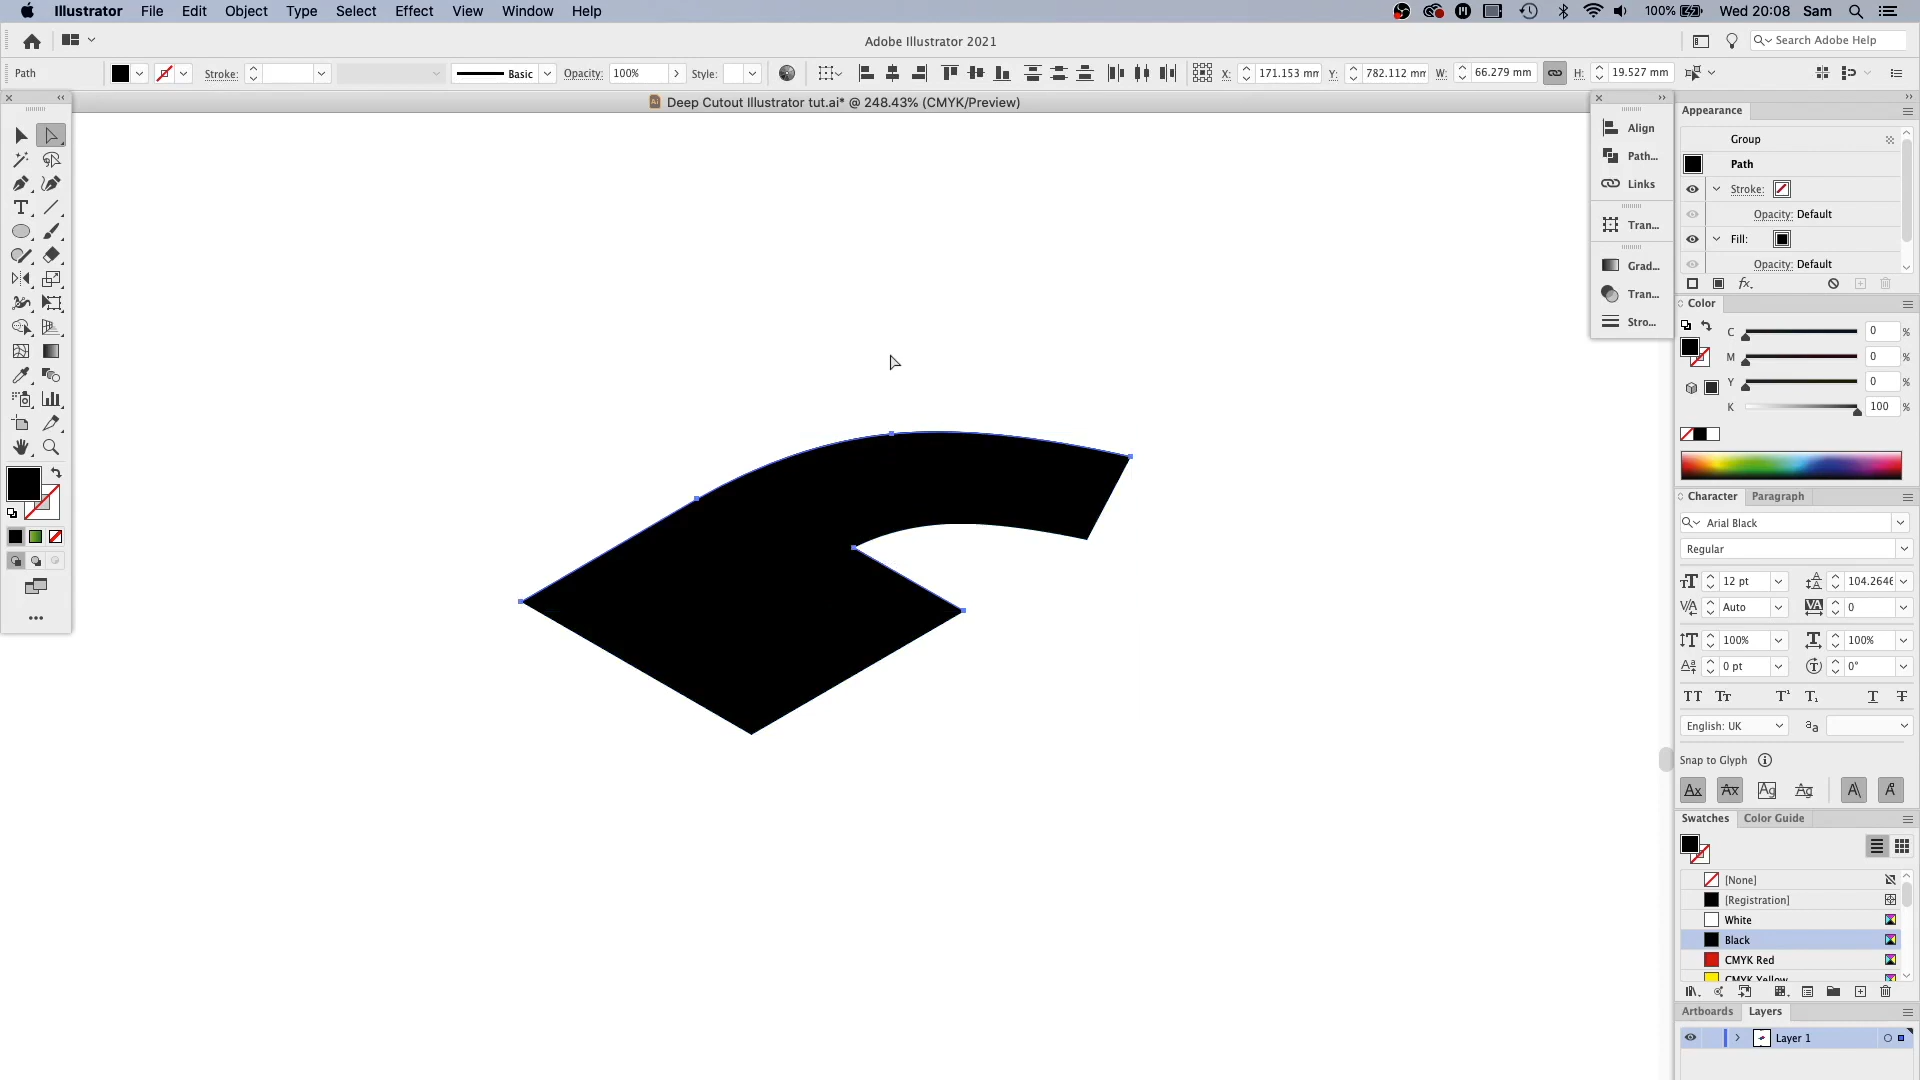 Illustrator File Edit Object Type Select Effect View Window Help 100% Wed 20:08 Sam
Adobe Illustrator 2021 Search Adobe Help
Path Stroke: Basic Opacity: 100% Style: X: 171.153 mm Y: 782.112 mm W: 66.279 mm H: 19.527 mm
Deep Cutout Illustrator tut.ai* @ 248.43% (CMYK/Preview)
Align
Path...
Links
Tran...
Grad...
Tran...
Stro...
Appearance
Group
Path
Stroke:
Opacity: Default
Fill:
Opacity: Default
fx.
Color
C 0 %
M 0 %
Y 0 %
K 100 %
Character Paragraph
Arial Black
Regular
12 pt 104.2646
Auto 0
100% 100%
0 pt 0°
English: UK
Snap to Glyph
Swatches Color Guide
[None]
[Registration]
White
Black
CMYK Red
CMYK Yellow
Artboards Layers
Layer 1